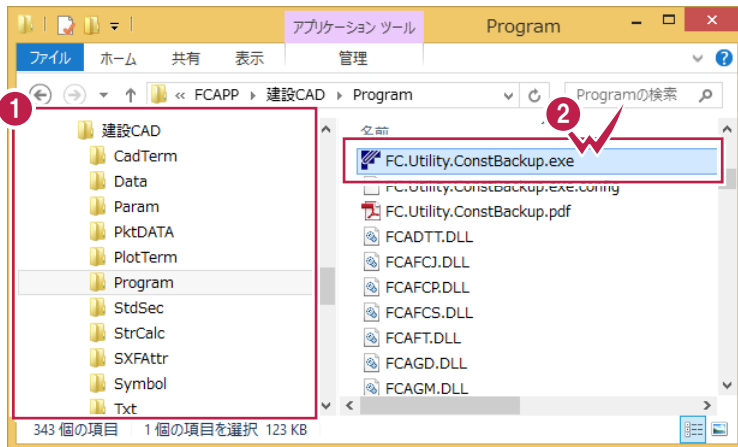 アプリケーション ツール
Program
ファイル ホーム 共有 表示 管理
« FCAPP 建設CAD Program
Programの検索
1
建設CAD
CadTerm
Data
Param
PktDATA
PlotTerm
Program
StdSec
StrCalc
SXFAttr
Symbol
Txt
2
名前
FC.Utility.ConstBackup.exe
FC.Utility.ConstBackup.exe.config
FC.Utility.ConstBackup.pdf
FCADTT.DLL
FCAFCJ.DLL
FCAFCP.DLL
FCAFCS.DLL
FCAFT.DLL
FCAGD.DLL
FCAGM.DLL
343 個の項目 1 個の項目を選択 123 KB